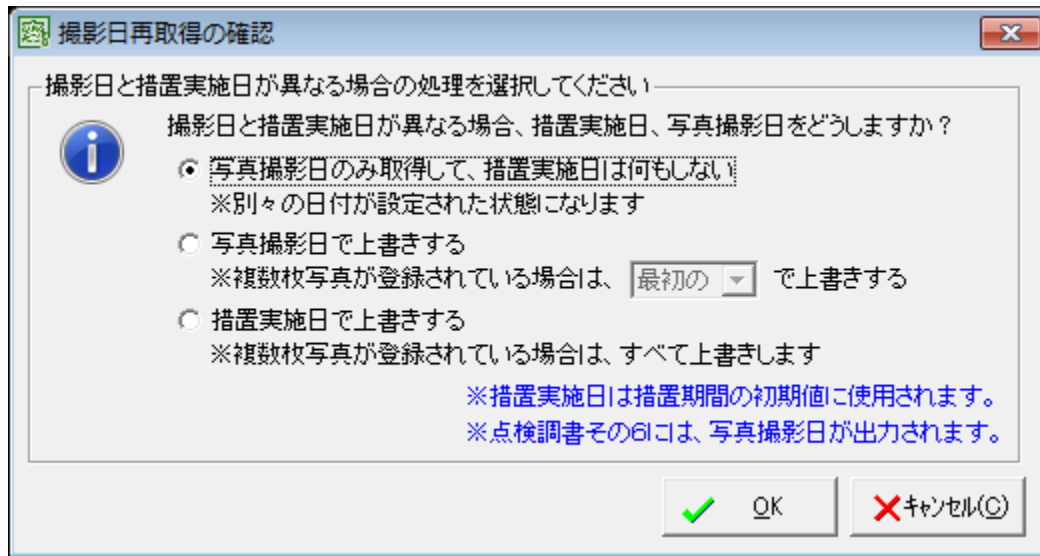 撮影日再取得の確認
撮影日と措置実施日が異なる場合の処理を選択してください
撮影日と措置実施日が異なる場合、措置実施日、写真撮影日をどうしますか？
写真撮影日のみ取得して、措置実施日は何もしない
※別々の日付が設定された状態になります
写真撮影日で上書きする
※複数枚写真が登録されている場合は、 最初の で上書きする
措置実施日で上書きする
※複数枚写真が登録されている場合は、すべて上書きします
※措置実施日は措置期間の初期値に使用されます。
※点検調書その6には、写真撮影日が出力されます。
OK キャンセル(C)